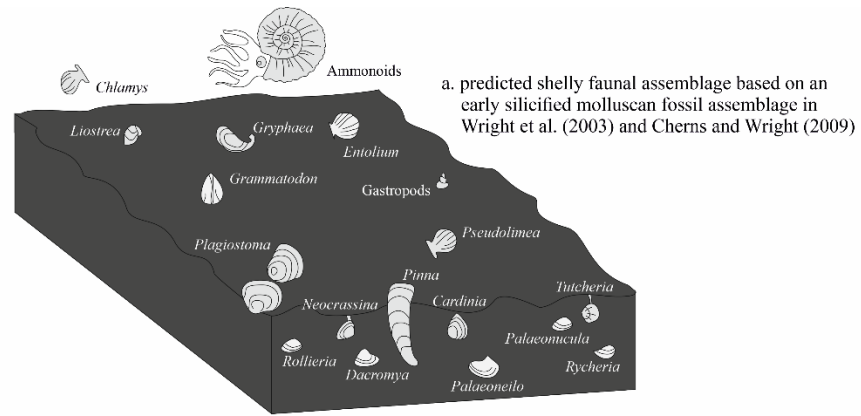 Chlamys
Ammonoids
a. predicted shelly faunal assemblage based on an
early silicified molluscan fossil assemblage in
Wright et al. (2003) and Cherns and Wright (2009)
Liostrea
Gryphaea
Entolium
Grammatodon
Gastropods
Plagiostoma
Pseudolimea
Pinna
Neocrassina
Cardinia
Tutcheria
Rollieria
Dacromya
Palaeonucula
Palaeoneilo
Rycheria